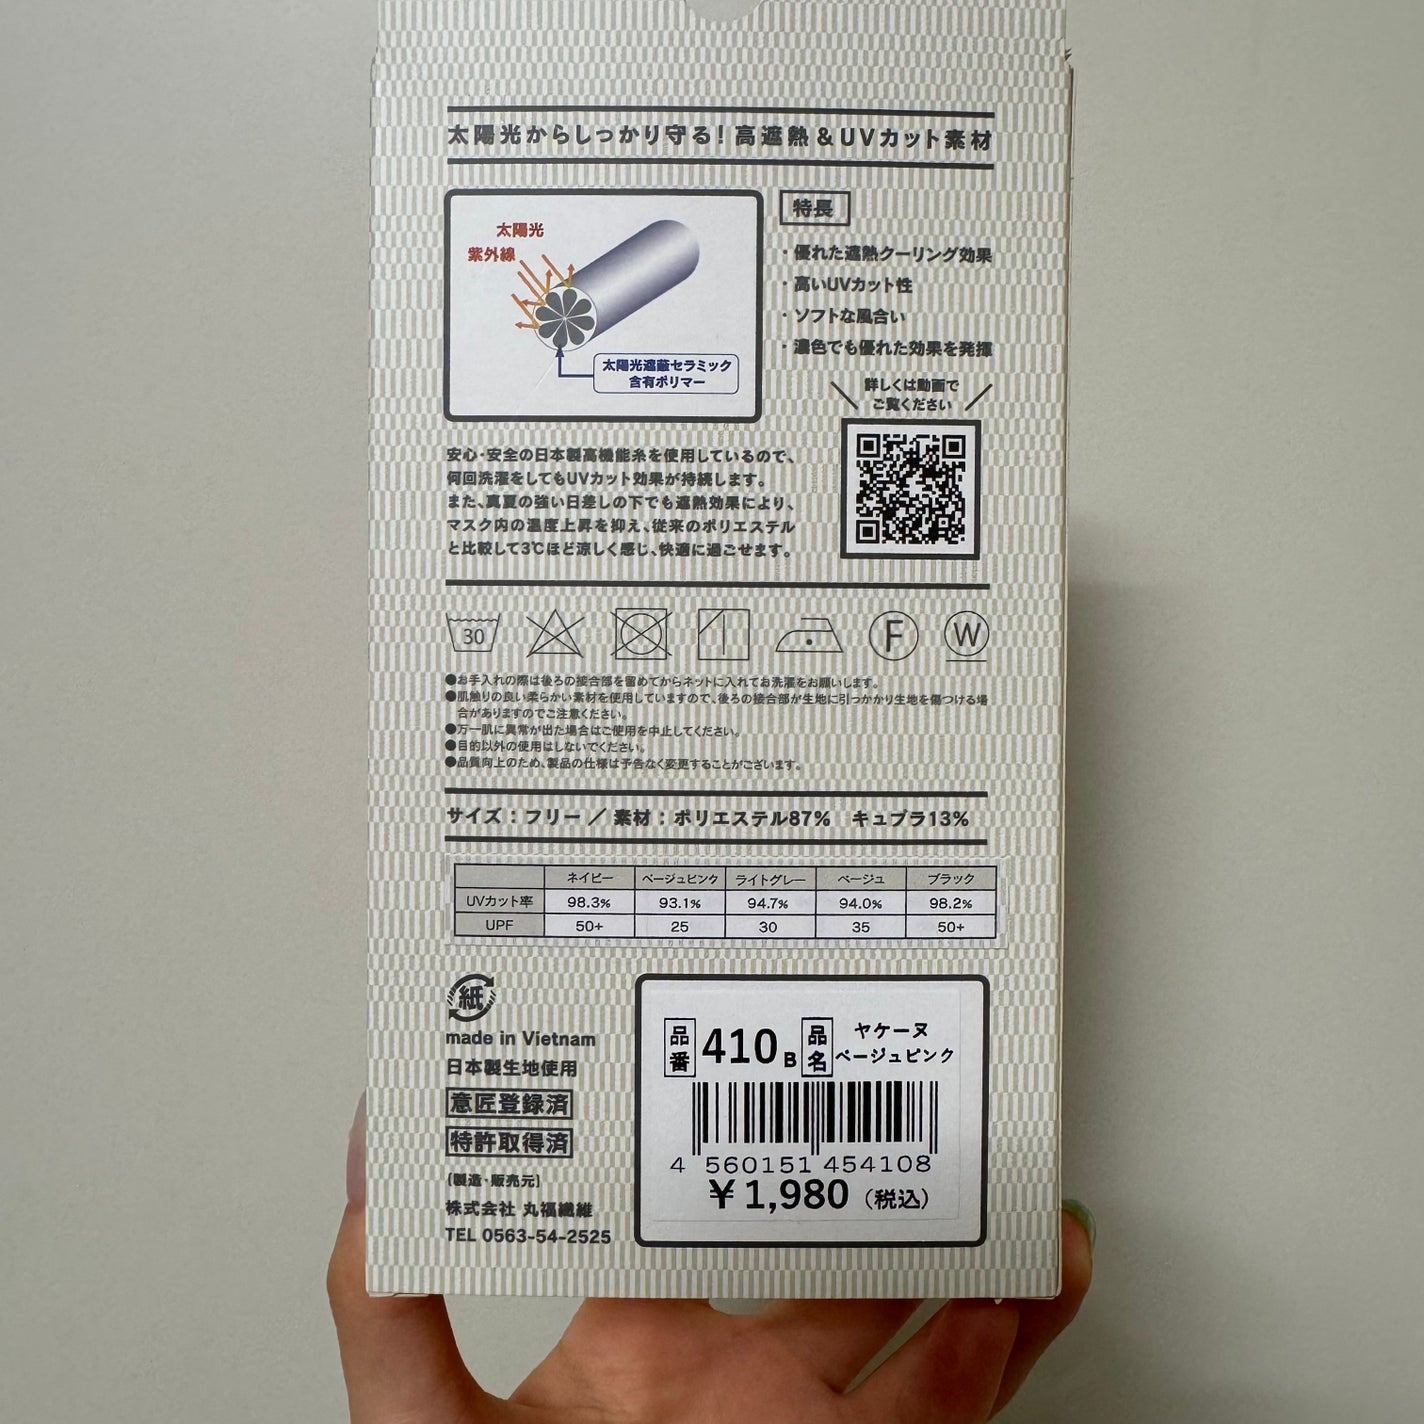 太陽光からしっかり守る！高遮熱＆UVカット素材
太陽光
紫外線
太陽光遮蔽セラミック
含有ポリマー
特長
・優れた遮熱クーリング効果
・高いUVカット性
・ソフトな風合い
・濃色でも優れた効果を発揮
詳しくは動画で
ご覧ください
安心・安全の日本製高機能糸を使用しているので、
何回洗濯をしてもUVカット効果が持続します。
また、真夏の強い日差しの下でも遮熱効果により、
マスク内の温度上昇を抑え、従来のポリエステル
と比較して3℃ほど涼しく感じ、快適に過ごせます。
30 F W
●お手入れの際は後ろの接合部を留めてからネットに入れてお洗濯をお願いします。
●肌触りの良い柔らかい素材を使用していますので、後ろの接合部が生地に引っかかり生地を傷つける場
合がありますのでご注意ください。
●万一肌に異常が出た場合はご使用を中止してください。
●目的以外の使用はしないでください。
●品質向上のため、製品の仕様は予告なく変更することがございます。
サイズ：フリー／素材：ポリエステル87%　キュプラ13%
ネイビー ベージュピンク ライトグレー ベージュ ブラック
UVカット率 98.3% 93.1% 94.7% 94.0% 98.2%
UPF 50+ 25 30 35 50+
紙
made in Vietnam
日本製生地使用
意匠登録済
特許取得済
［製造・販売元］
株式会社 丸福繊維
TEL 0563-54-2525
品番 410 B 品名 ヤケーヌ
ベージュピンク
4 560151 454108
￥1,980（税込）